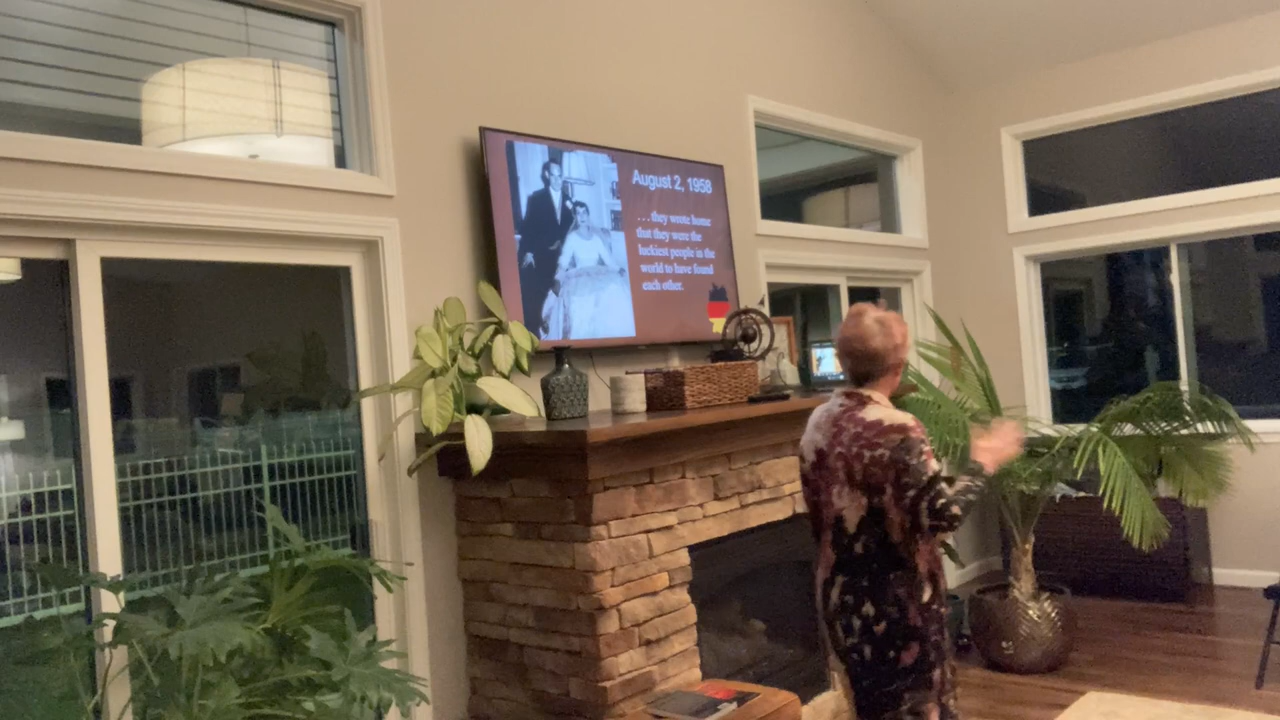 August 2, 1958
. . . they wrote home
that they were the
luckiest people in the
world to have found
each other.